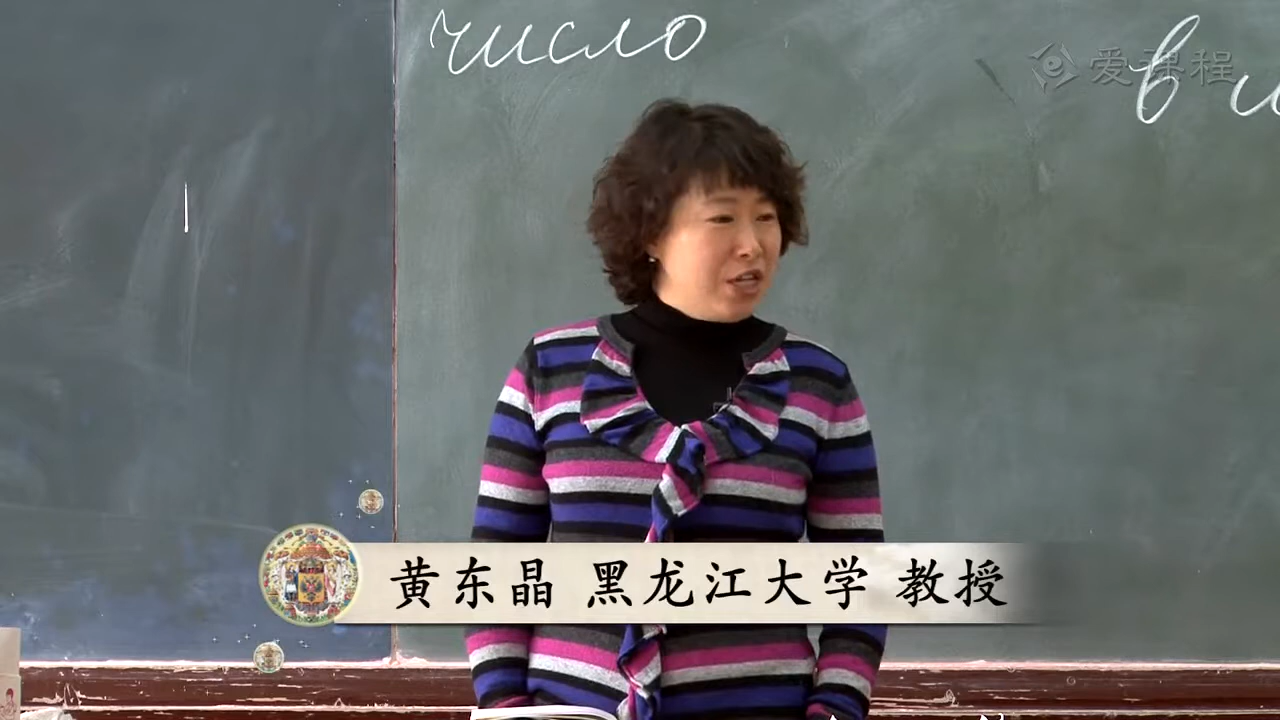 число
в и
爱课程
黄东晶 黑龙江大学 教授